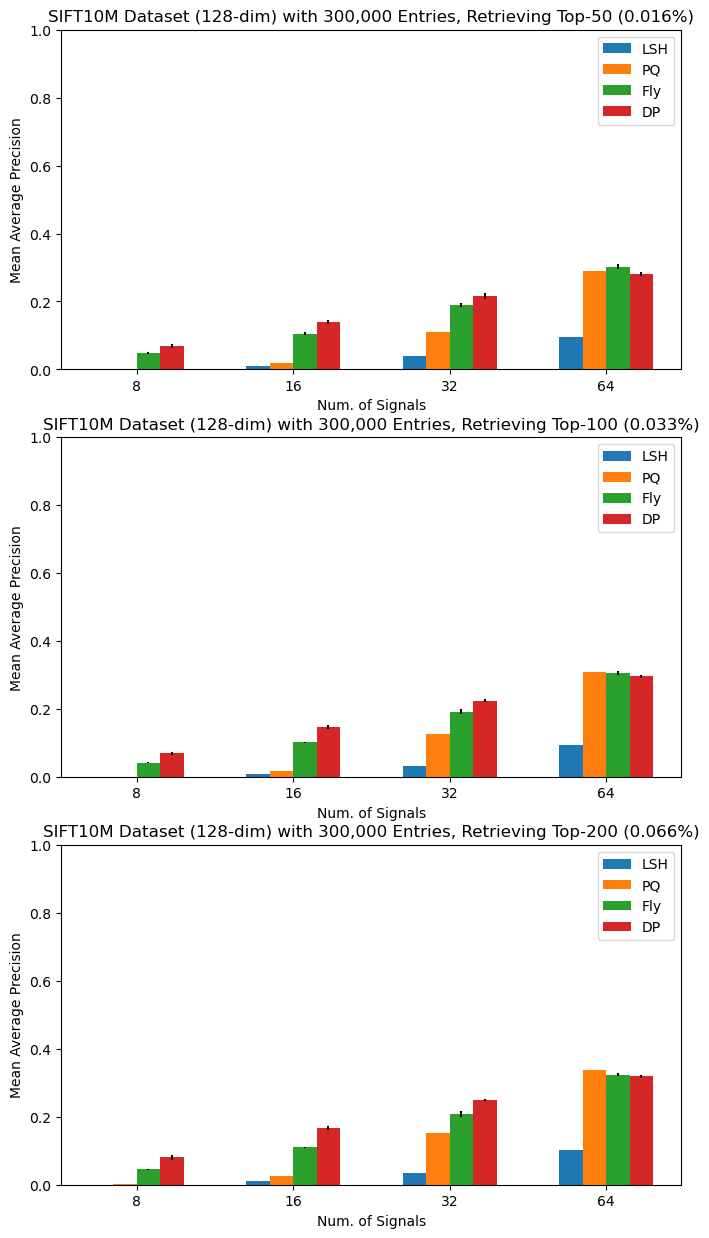 SIFT10M Dataset (128-dim) with 300,000 Entries, Retrieving Top-50 (0.016%)
1.0
0.8
0.6
0.4
0.2
0.0
Mean Average Precision
LSH
PQ
Fly
DP
8 16 32 64
Num. of Signals
SIFT10M Dataset (128-dim) with 300,000 Entries, Retrieving Top-100 (0.033%)
1.0
0.8
0.6
0.4
0.2
0.0
Mean Average Precision
LSH
PQ
Fly
DP
8 16 32 64
Num. of Signals
SIFT10M Dataset (128-dim) with 300,000 Entries, Retrieving Top-200 (0.066%)
1.0
0.8
0.6
0.4
0.2
0.0
Mean Average Precision
LSH
PQ
Fly
DP
8 16 32 64
Num. of Signals